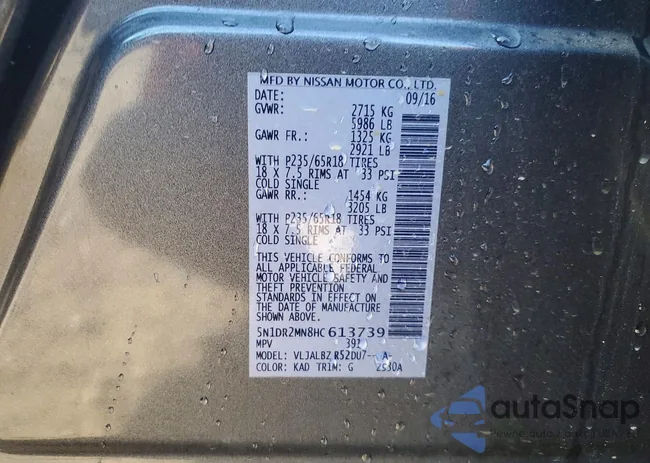 MFD BY NISSAN MOTOR CO., LTD.
DATE: 09/16
GVWR: 2715 KG
5986 LB
GAWR FR.: 1325 KG
2921 LB
WITH P235/65R18 TIRES
18 X 7.5 RIMS AT 33 PSI
COLD SINGLE
GAWR RR.: 1454 KG
3205 LB
WITH P235/65R18 TIRES
18 X 7.5 RIMS AT 33 PSI
COLD SINGLE
THIS VEHICLE CONFORMS TO
ALL APPLICABLE FEDERAL
MOTOR VEHICLE SAFETY AND
THEFT PREVENTION
STANDARDS IN EFFECT ON
THE DATE OF MANUFACTURE
SHOWN ABOVE.
5N1DR2MN8HC613739
MPV 391
MODEL: VLJALBZ R52DU7-- A-
COLOR: KAD TRIM: G 2530A
autoSnap